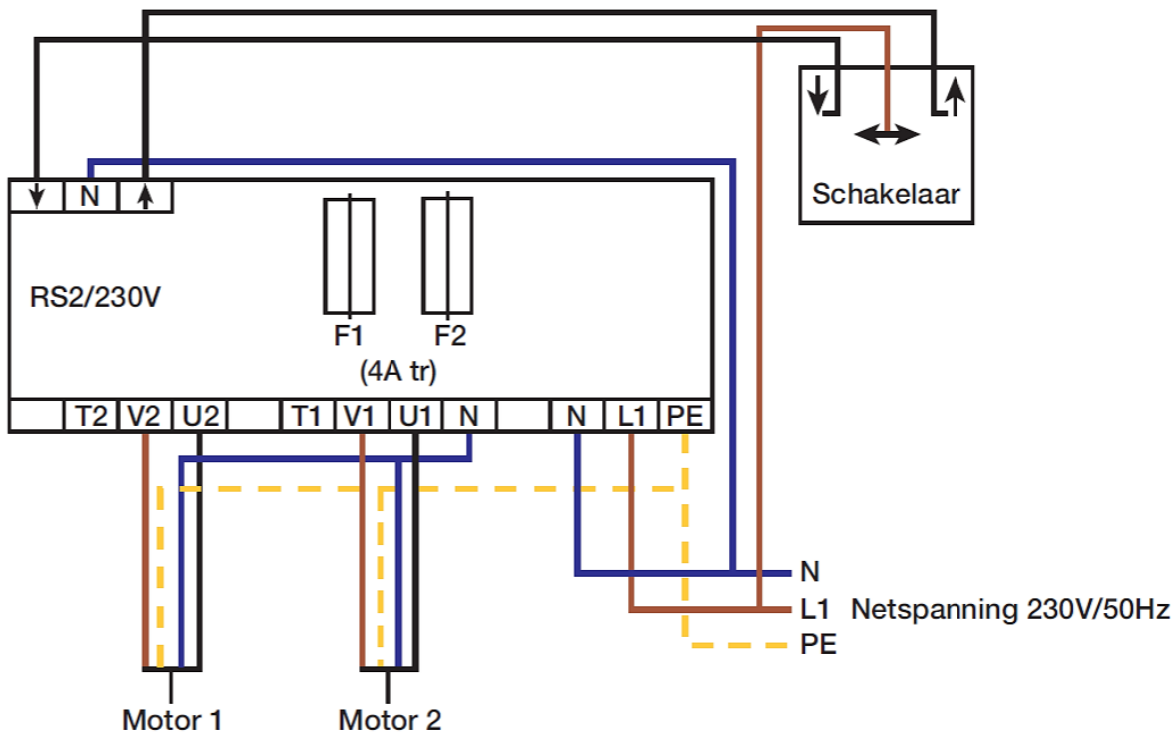 Schakelaar
N
RS2/230V
F1 F2
(4A tr)
T2 V2 U2 T1 V1 U1 N N L1 PE
N
L1 Netspanning 230V/50Hz
PE
Motor 1 Motor 2